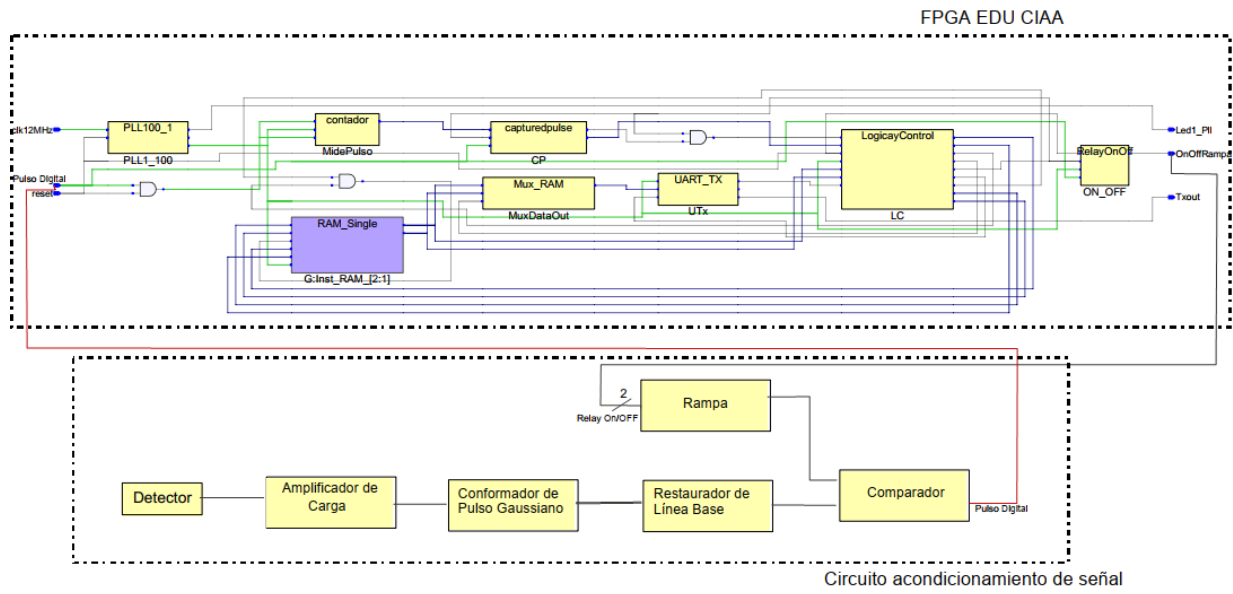 FPGA EDU CIAA
clk12MHz
PLL100_1
PLL1_100
contador
MidePulso
capturedpulse
CP
LogicayControl
LC
RelayOnOff
ON_OFF
Led1_Pll
OnOffRampa
Txout
Pulso Digital
reset
Mux_RAM
MuxDataOut
UART_TX
UTx
RAM_Single
G:Inst_RAM_[2:1]
2
Relay On/OFF
Rampa
Detector
Amplificador de
Carga
Conformador de
Pulso Gaussiano
Restaurador de
Línea Base
Comparador
Pulso Digital
Circuito acondicionamiento de señal